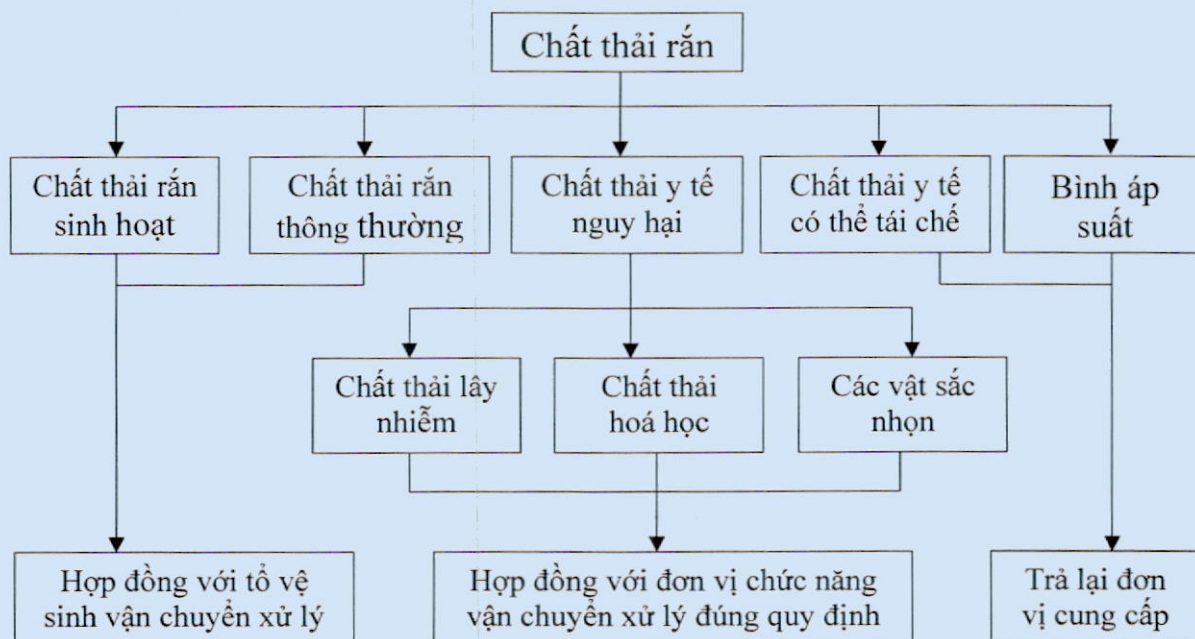 Chất thải rắn
Chất thải rắn
sinh hoạt
Chất thải rắn
thông thường
Chất thải y tế
nguy hại
Chất thải y tế
có thể tái chế
Bình áp
suất
Chất thải lây
nhiễm
Chất thải
hoá học
Các vật sắc
nhọn
Hợp đồng với tổ vệ
sinh vận chuyển xử lý
Hợp đồng với đơn vị chức năng
vận chuyển xử lý đúng quy định
Trả lại đơn
vị cung cấp